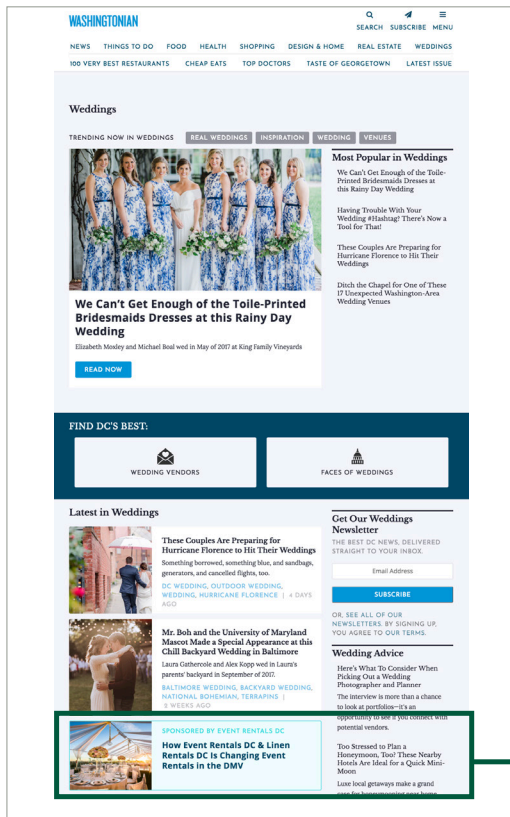 WASHINGTONIAN
SEARCH SUBSCRIBE MENU
NEWS THINGS TO DO FOOD HEALTH SHOPPING DESIGN & HOME REAL ESTATE WEDDINGS
100 VERY BEST RESTAURANTS CHEAP EATS TOP DOCTORS TASTE OF GEORGETOWN LATEST ISSUE
Weddings
TRENDING NOW IN WEDDINGS REAL WEDDINGS INSPIRATION WEDDING VENUES
We Can't Get Enough of the Toile-Printed
Bridesmaids Dresses at this Rainy Day
Wedding
Elizabeth Mosley and Michael Boal wed in May of 2017 at King Family Vineyards
READ NOW
Most Popular in Weddings
We Can't Get Enough of the Toile-
Printed Bridesmaids Dresses at
this Rainy Day Wedding
Having Trouble With Your
Wedding #Hashtag? There's Now a
Tool for That!
These Couples Are Preparing for
Hurricane Florence to Hit Their
Weddings
Ditch the Chapel for One of These
17 Unexpected Washington-Area
Wedding Venues
FIND DC'S BEST:
WEDDING VENDORS
FACES OF WEDDINGS
Latest in Weddings
These Couples Are Preparing for
Hurricane Florence to Hit Their Weddings
Something borrowed, something blue, and sandbags,
generators, and cancelled flights, too.
DC WEDDING, OUTDOOR WEDDING,
WEDDING, HURRICANE FLORENCE | 4 DAYS
AGO
Mr. Boh and the University of Maryland
Mascot Made a Special Appearance at this
Chill Backyard Wedding in Baltimore
Laura Gathercole and Alex Kopp wed in Laura's
parents' backyard in September of 2017.
BALTIMORE WEDDING, BACKYARD WEDDING,
NATIONAL BOHEMIAN, TERRAPINS |
2 WEEKS AGO
SPONSORED BY EVENT RENTALS DC
How Event Rentals DC & Linen
Rentals DC Is Changing Event
Rentals in the DMV
Get Our Weddings
Newsletter
THE BEST DC NEWS, DELIVERED
STRAIGHT TO YOUR INBOX.
Email Address
SUBSCRIBE
OR, SEE ALL OF OUR
NEWSLETTERS. BY SIGNING UP,
YOU AGREE TO OUR TERMS.
Wedding Advice
Here's What To Consider When
Picking Out a Wedding
Photographer and Planner
The interview is more than a chance
to look at portfolios—it's an
opportunity to see if you connect with
potential vendors.
Too Stressed to Plan a
Honeymoon, Too? These Nearby
Hotels Are Ideal for a Quick Mini-
Moon
Luxe local getaways make a grand
case for honeymooning near home